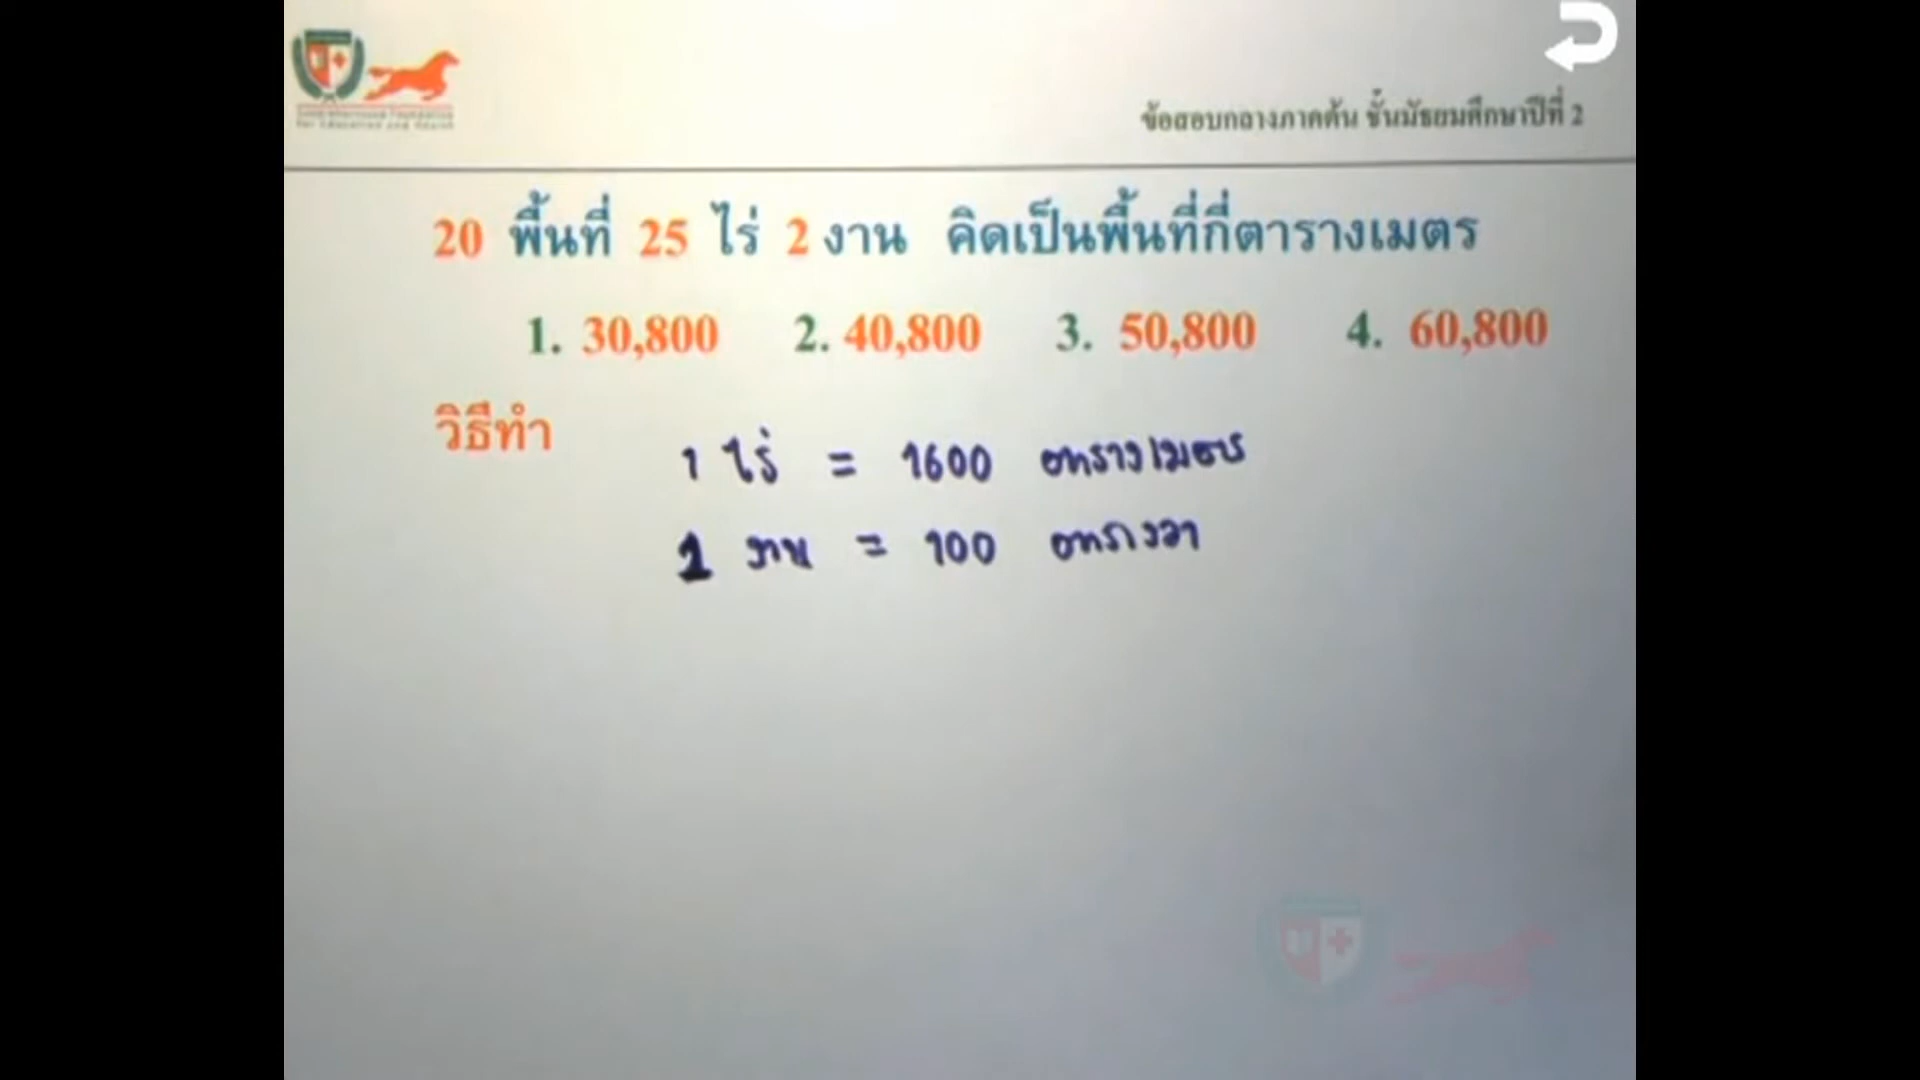 ข้อสอบกลางภาคต้น ชั้นมัธยมศึกษาปีที่ 2
20 พื้นที่ 25 ไร่ 2 งาน คิดเป็นพื้นที่กี่ตารางเมตร
1. 30,800 2. 40,800 3. 50,800 4. 60,800
วิธีทำ
1 ไร่ = 1600 ตารางเมตร
1 งาน = 100 ตารางวา